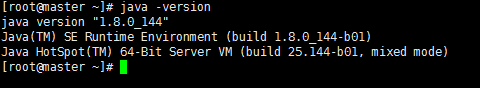 [root@master ~]# java -version
java version "1.8.0_144"
Java(TM) SE Runtime Environment (build 1.8.0_144-b01)
Java HotSpot(TM) 64-Bit Server VM (build 25.144-b01, mixed mode)
[root@master ~]#